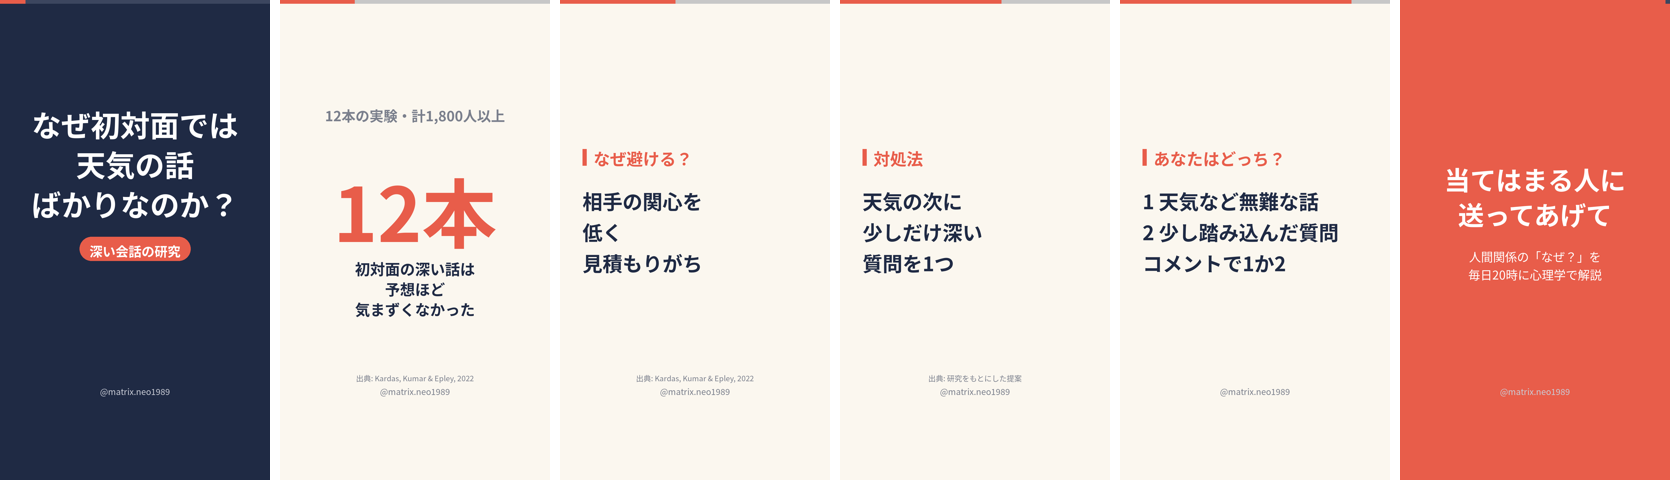 なぜ初対面では
天気の話
ばかりなのか？
深い会話の研究
@matrix.neo1989
12本の実験・計1,800人以上
12本
初対面の深い話は
予想ほど
気まずくなかった
出典: Kardas, Kumar & Epley, 2022
@matrix.neo1989
なぜ避ける？
相手の関心を
低く
見積もりがち
出典: Kardas, Kumar & Epley, 2022
@matrix.neo1989
対処法
天気の次に
少しだけ深い
質問を1つ
出典: 研究をもとにした提案
@matrix.neo1989
あなたはどっち？
1 天気など無難な話
2 少し踏み込んだ質問
コメントで1か2
@matrix.neo1989
当てはまる人に
送ってあげて
人間関係の「なぜ？」を
毎日20時に心理学で解説
@matrix.neo1989